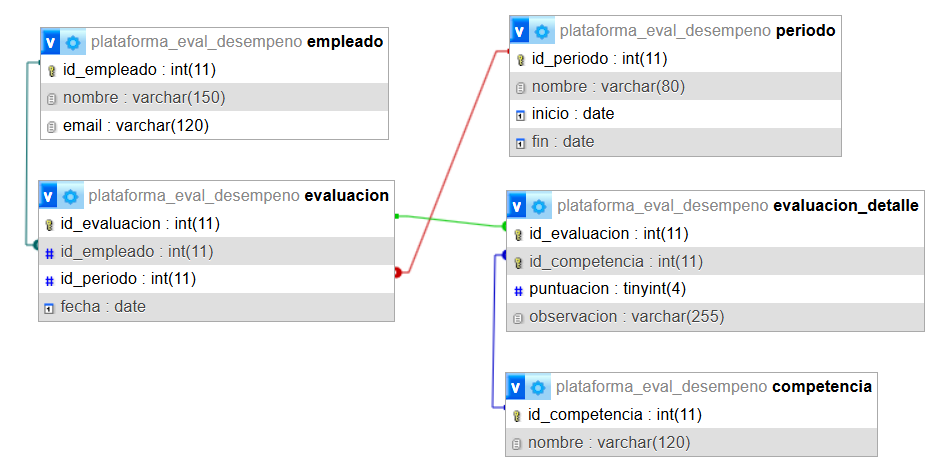 plataforma_eval_desempeno empleado
id_empleado : int(11)
nombre : varchar(150)
email : varchar(120)
plataforma_eval_desempeno periodo
id_periodo : int(11)
nombre : varchar(80)
inicio : date
fin : date
plataforma_eval_desempeno evaluacion
id_evaluacion : int(11)
# id_empleado : int(11)
# id_periodo : int(11)
fecha : date
plataforma_eval_desempeno evaluacion_detalle
id_evaluacion : int(11)
id_competencia : int(11)
# puntuacion : tinyint(4)
observacion : varchar(255)
plataforma_eval_desempeno competencia
id_competencia : int(11)
nombre : varchar(120)